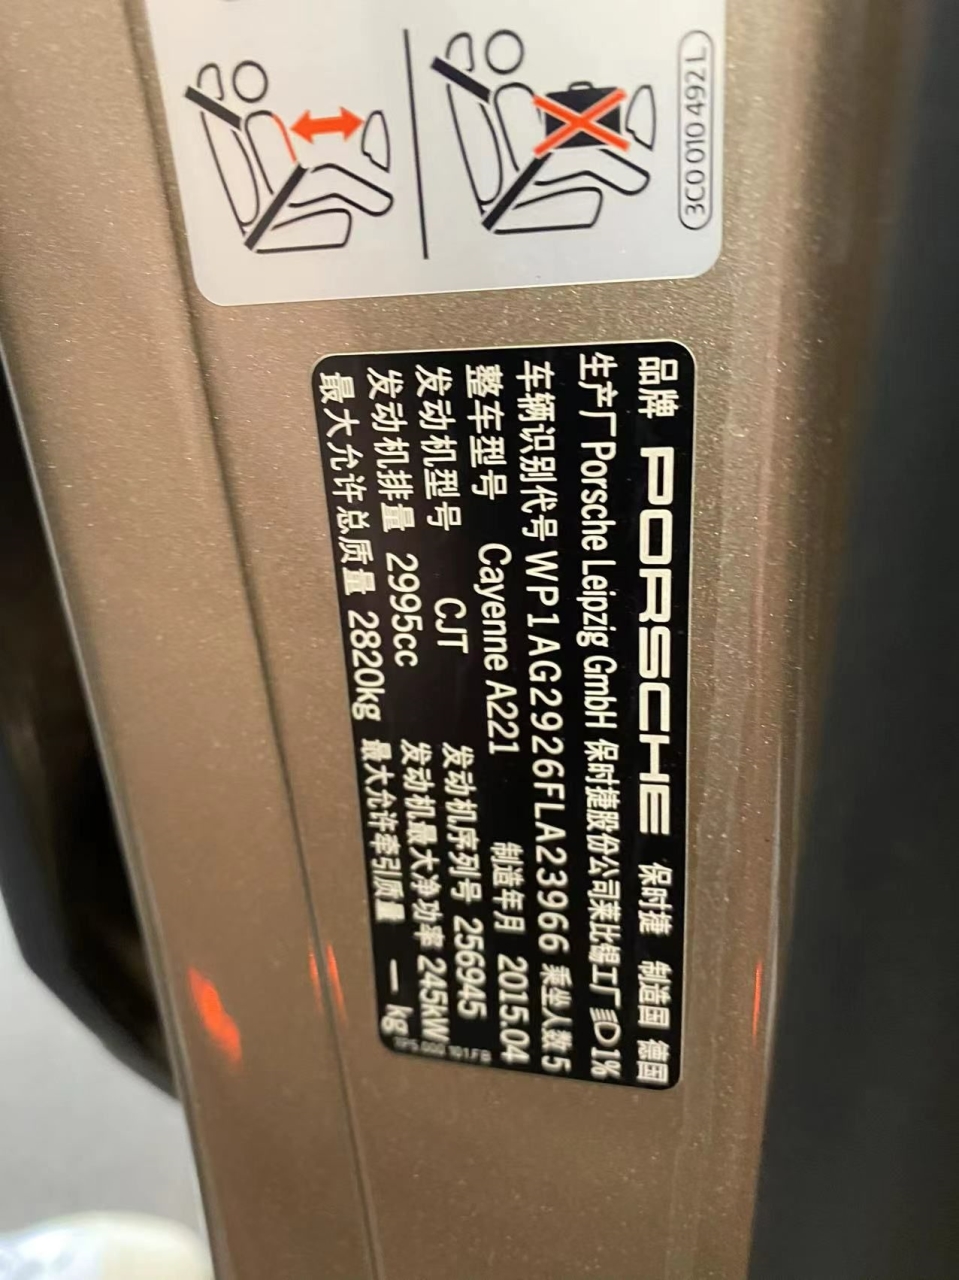 3C0 010 492 L
品牌 PORSCHE 保时捷 制造国 德国
生产厂 Porsche Leipzig GmbH 保时捷股份公司莱比锡工厂 1%
车辆识别代号 WP1AG2926FLA23966 乘坐人数 5
整车型号 Cayenne A221 制造年月 2015.04
发动机型号 CJT 发动机序列号 256945
发动机排量 2995cc 发动机最大净功率 245kW
最大允许总质量 2820kg 最大允许牵引质量 — kg
7P5.000.101.FB